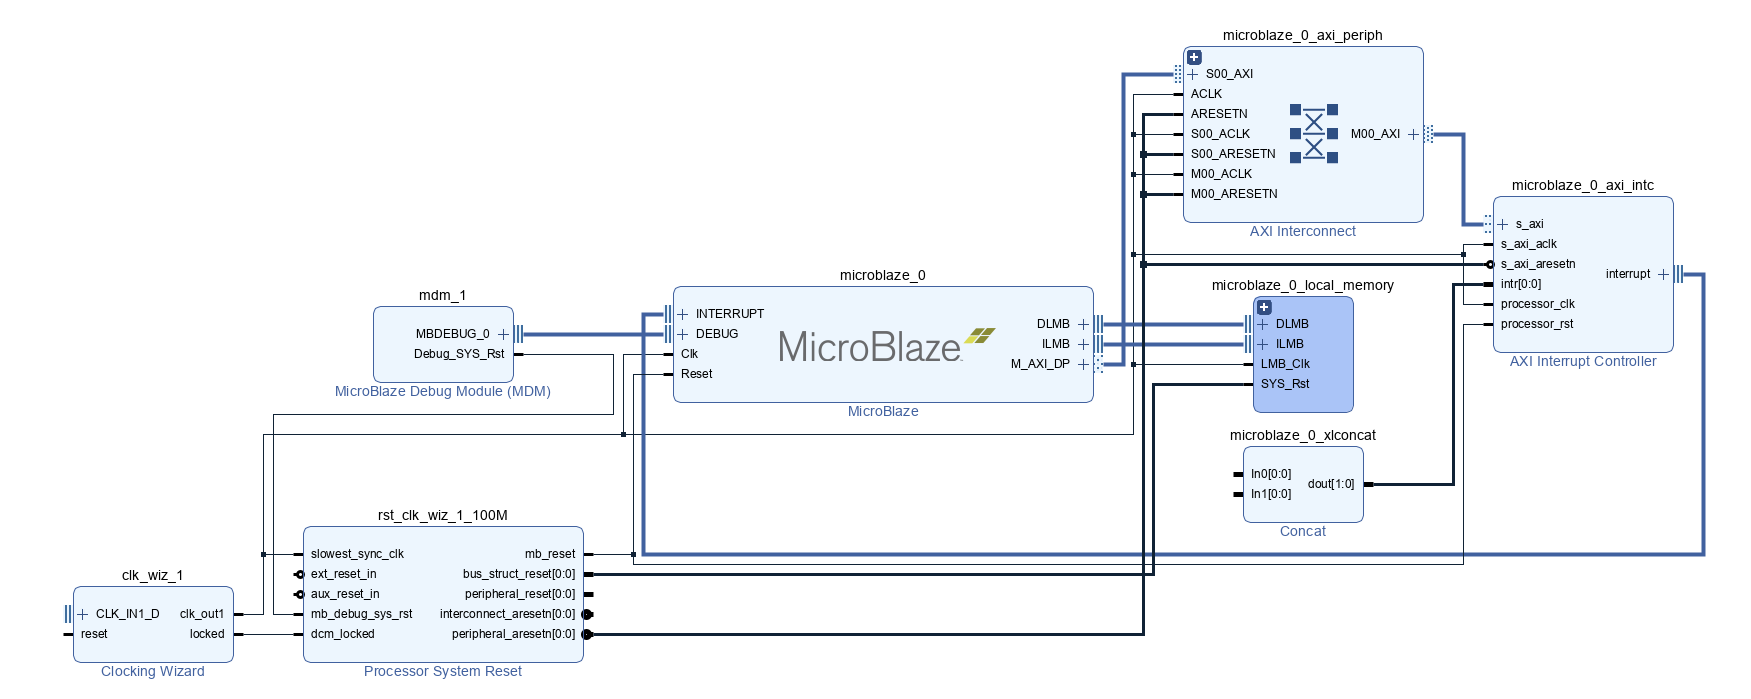 microblaze_0_axi_periph
S00_AXI
ACLK
ARESETN
S00_ACLK
S00_ARESETN
M00_ACLK
M00_ARESETN
M00_AXI
AXI Interconnect
microblaze_0_axi_intc
s_axi
s_axi_aclk
s_axi_aresetn
intr[0:0]
processor_clk
processor_rst
interrupt
AXI Interrupt Controller
microblaze_0
INTERRUPT
DEBUG
Clk
Reset
MicroBlaze
DLMB
ILMB
M_AXI_DP
MicroBlaze
mdm_1
MBDEBUG_0
Debug_SYS_Rst
MicroBlaze Debug Module (MDM)
microblaze_0_local_memory
DLMB
ILMB
LMB_Clk
SYS_Rst
microblaze_0_xlconcat
In0[0:0]
In1[0:0]
dout[1:0]
Concat
rst_clk_wiz_1_100M
slowest_sync_clk
ext_reset_in
aux_reset_in
mb_debug_sys_rst
dcm_locked
mb_reset
bus_struct_reset[0:0]
peripheral_reset[0:0]
interconnect_aresetn[0:0]
peripheral_aresetn[0:0]
Processor System Reset
clk_wiz_1
CLK_IN1_D
reset
clk_out1
locked
Clocking Wizard